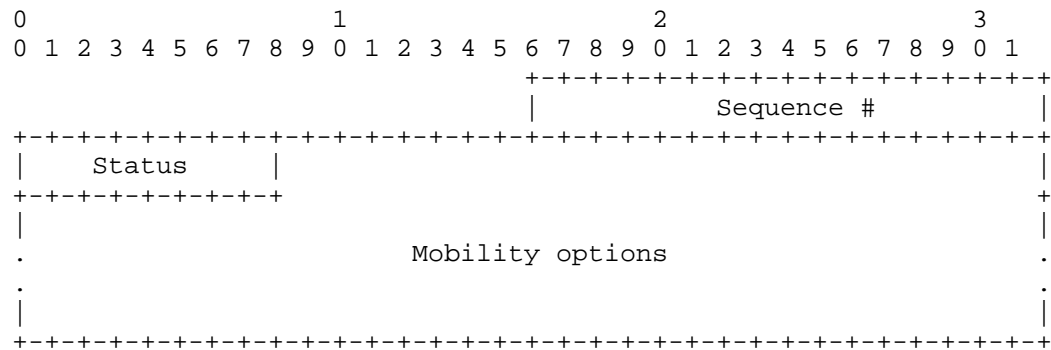 0                   1                   2                   3
0 1 2 3 4 5 6 7 8 9 0 1 2 3 4 5 6 7 8 9 0 1 2 3 4 5 6 7 8 9 0 1
                                +-+-+-+-+-+-+-+-+-+-+-+-+-+-+-+-+
                                |           Sequence #          |
+-+-+-+-+-+-+-+-+-+-+-+-+-+-+-+-+-+-+-+-+-+-+-+-+-+-+-+-+-+-+-+-+
|    Status     |                                               |
+-+-+-+-+-+-+-+-+                                               +
|                                                               |
.                        Mobility options                       .
.                                                               .
|                                                               |
+-+-+-+-+-+-+-+-+-+-+-+-+-+-+-+-+-+-+-+-+-+-+-+-+-+-+-+-+-+-+-+-+